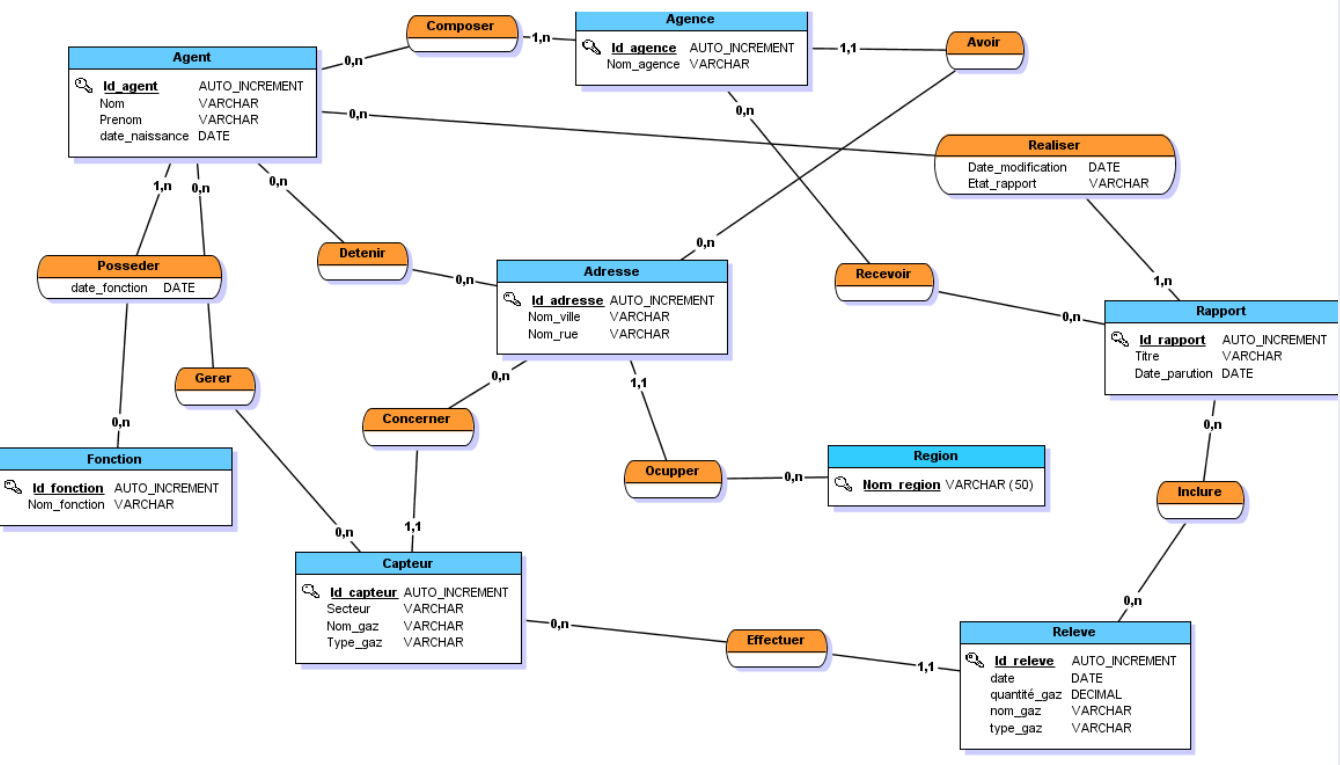 Composer
Agence
Id_agence AUTO_INCREMENT
Nom_agence VARCHAR
Avoir
1,n
1,1
Agent
Id_agent AUTO_INCREMENT
Nom VARCHAR
Prenom VARCHAR
date_naissance DATE
0,n
0,n
0,n
Realiser
Date_modification DATE
Etat_rapport VARCHAR
1,n
0,n
0,n
Posseder
date_fonction DATE
Detenir
0,n
0,n
Adresse
Id_adresse AUTO_INCREMENT
Nom_ville VARCHAR
Nom_rue VARCHAR
Recevoir
1,n
0,n
Rapport
Id_rapport AUTO_INCREMENT
Titre VARCHAR
Date_parution DATE
Gerer
0,n
1,1
Concerner
0,n
0,n
Fonction
Id_fonction AUTO_INCREMENT
Nom_fonction VARCHAR
Ocupper
0,n
Region
Nom_region VARCHAR (50)
Inclure
0,n
1,1
Capteur
Id_capteur AUTO_INCREMENT
Secteur VARCHAR
Nom_gaz VARCHAR
Type_gaz VARCHAR
0,n
0,n
Effectuer
1,1
Releve
Id_releve AUTO_INCREMENT
date DATE
quantité_gaz DECIMAL
nom_gaz VARCHAR
type_gaz VARCHAR